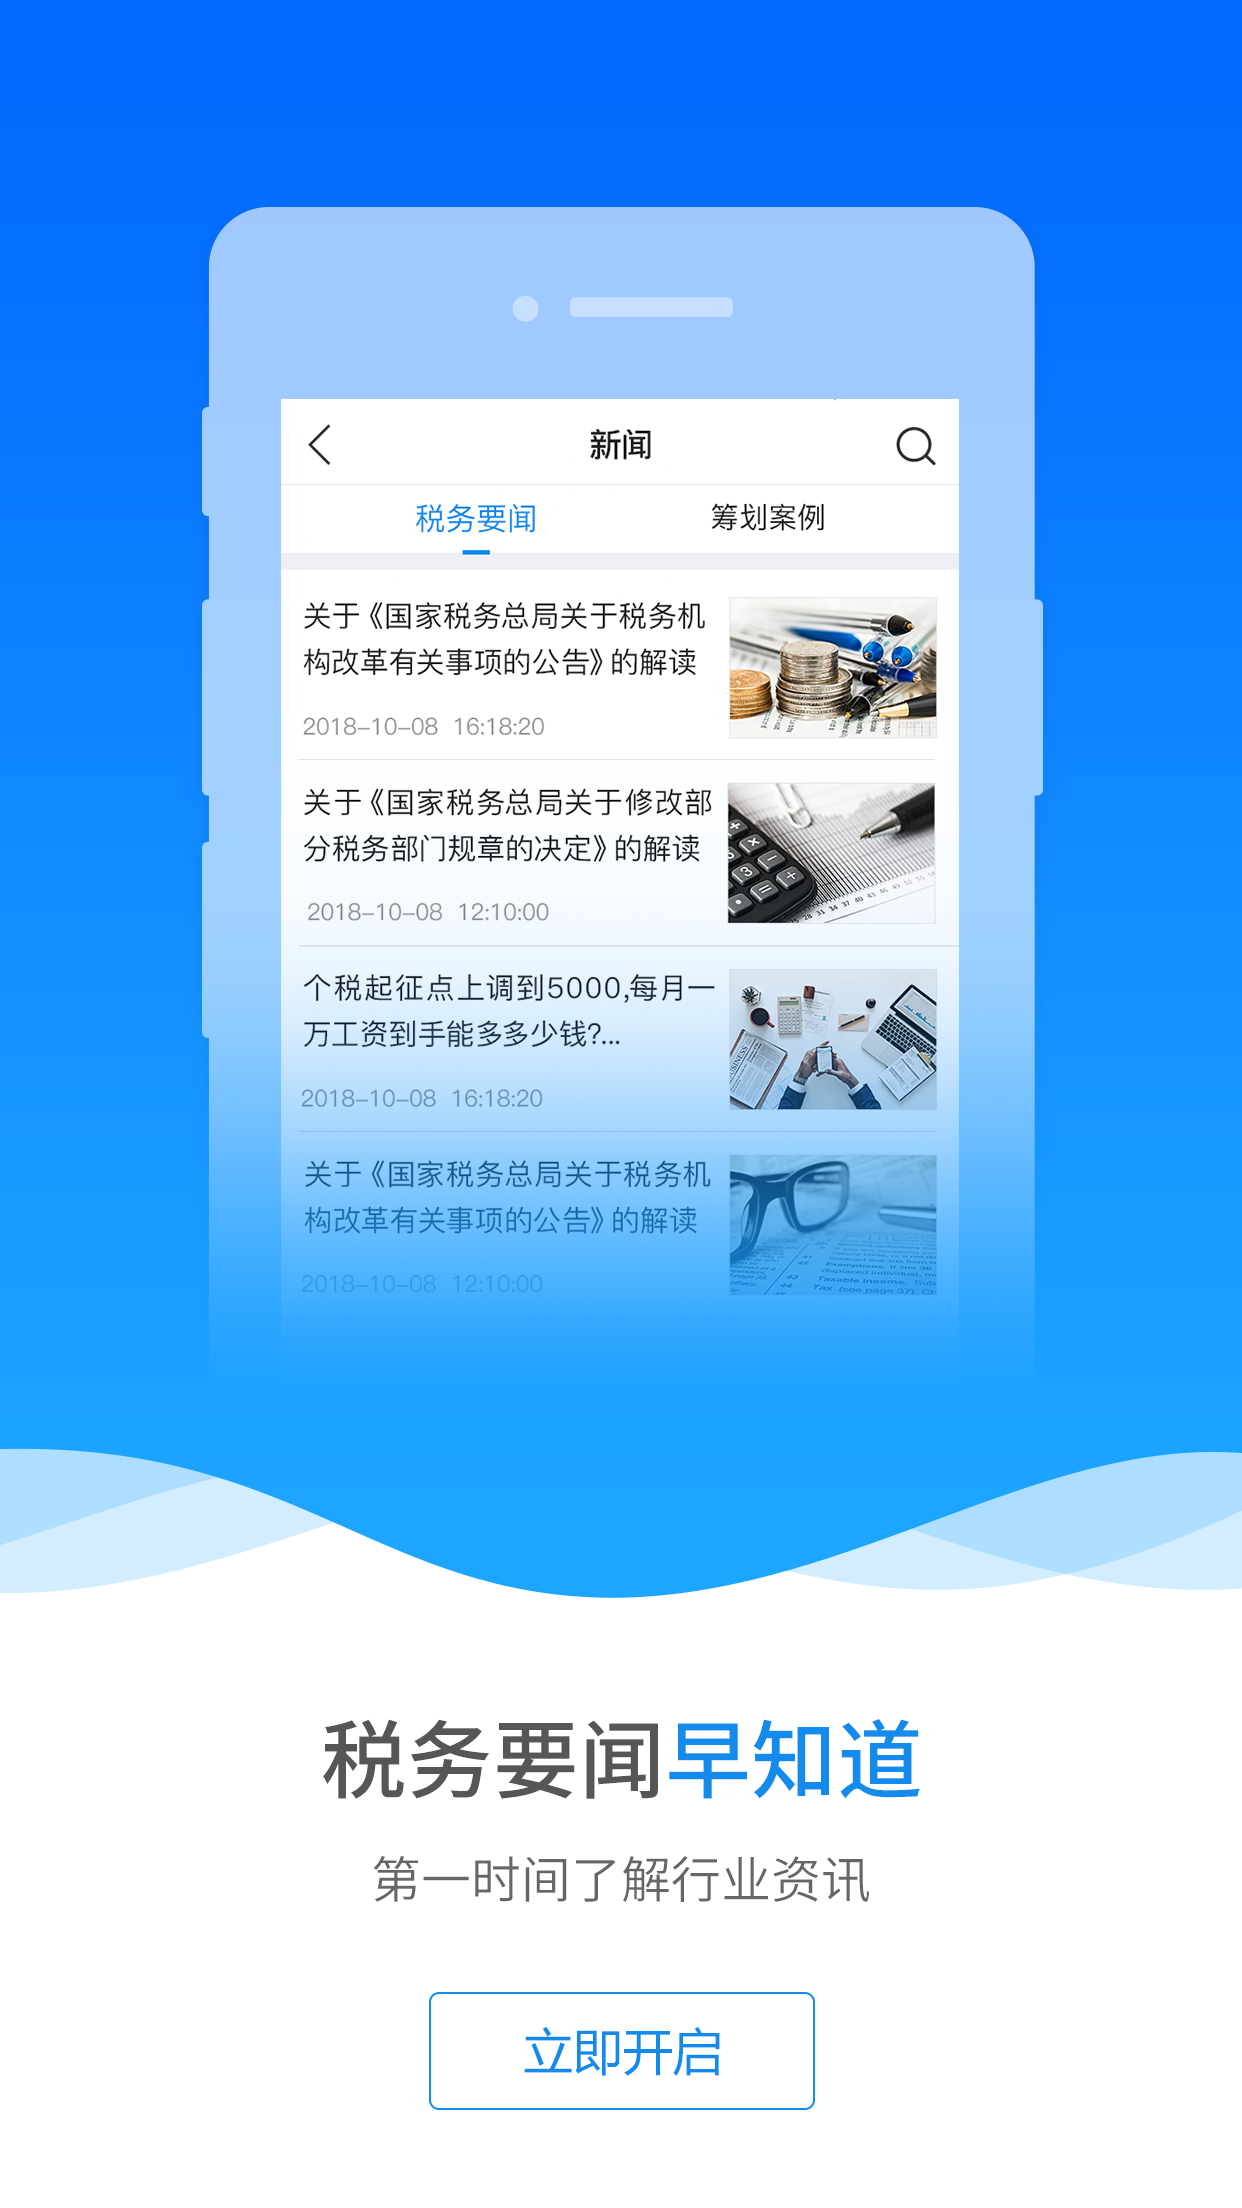 新闻
税务要闻 筹划案例
关于《国家税务总局关于税务机
构改革有关事项的公告》的解读
2018-10-08 16:18:20
关于《国家税务总局关于修改部
分税务部门规章的决定》的解读
2018-10-08 12:10:00
个税起征点上调到5000,每月一
万工资到手能多多少钱?...
2018-10-08 16:18:20
BUSINESS
关于《国家税务总局关于税务机
构改革有关事项的公告》的解读
2018-10-08 12:10:00
税务要闻早知道
第一时间了解行业资讯
立即开启